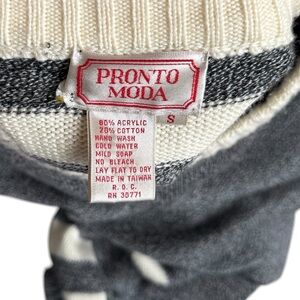 PRONTO
MODA
S
80% ACRYLIC
20% COTTON
HAND WASH
COLD WATER
MILD SOAP
NO BLEACH
LAY FLAT TO DRY
MADE IN TAIWAN
R. O. C.
RN 38771